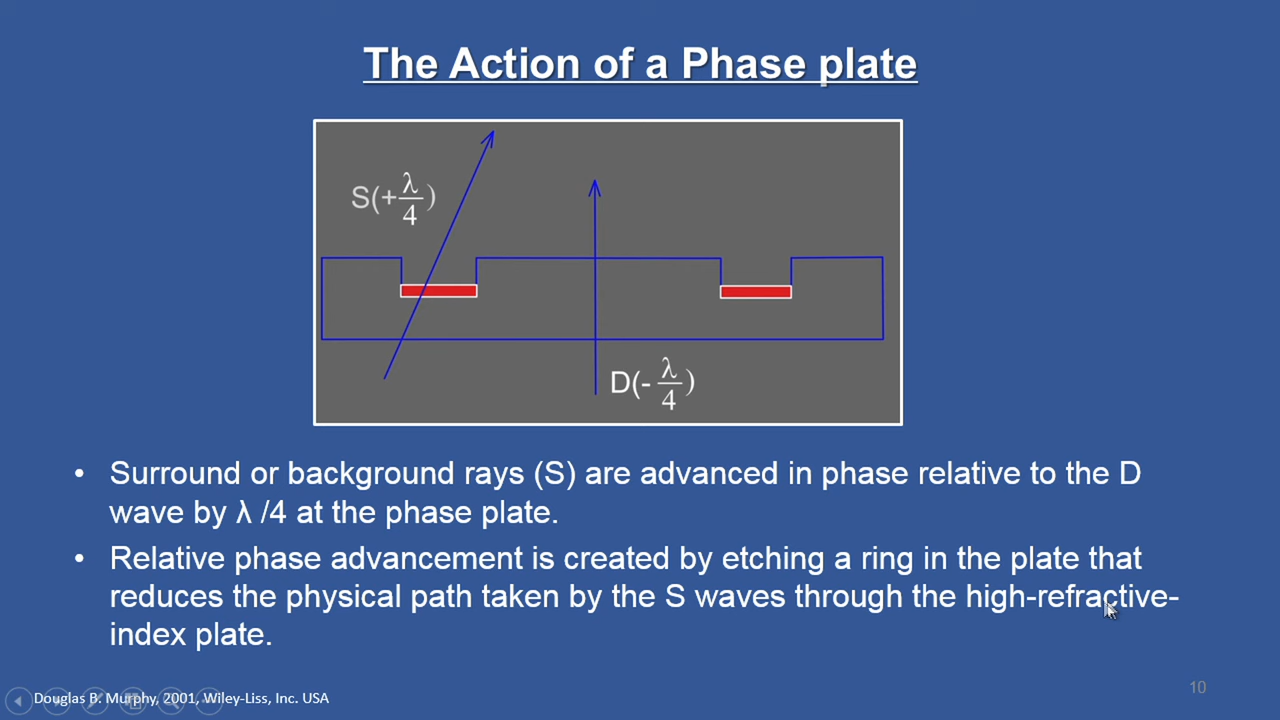 The Action of a Phase plate
S(+λ/4)
D(-λ/4)
• Surround or background rays (S) are advanced in phase relative to the D
wave by λ /4 at the phase plate.
• Relative phase advancement is created by etching a ring in the plate that
reduces the physical path taken by the S waves through the high-refractive-
index plate.
Douglas B. Murphy, 2001, Wiley-Liss, Inc. USA
10